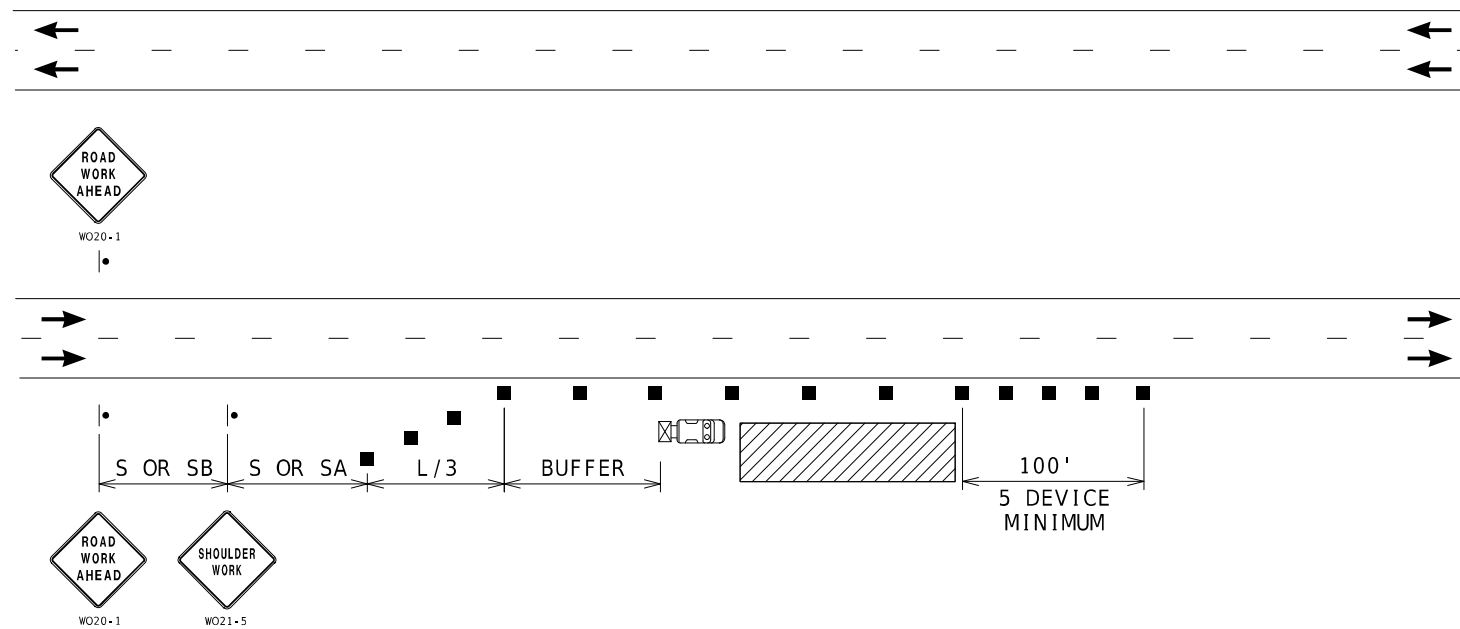 ROAD
WORK
AHEAD
WO20-1
S OR SB
S OR SA
L/3
BUFFER
100'
5 DEVICE
MINIMUM
ROAD
WORK
AHEAD
WO20-1
SHOULDER
WORK
WO21-5